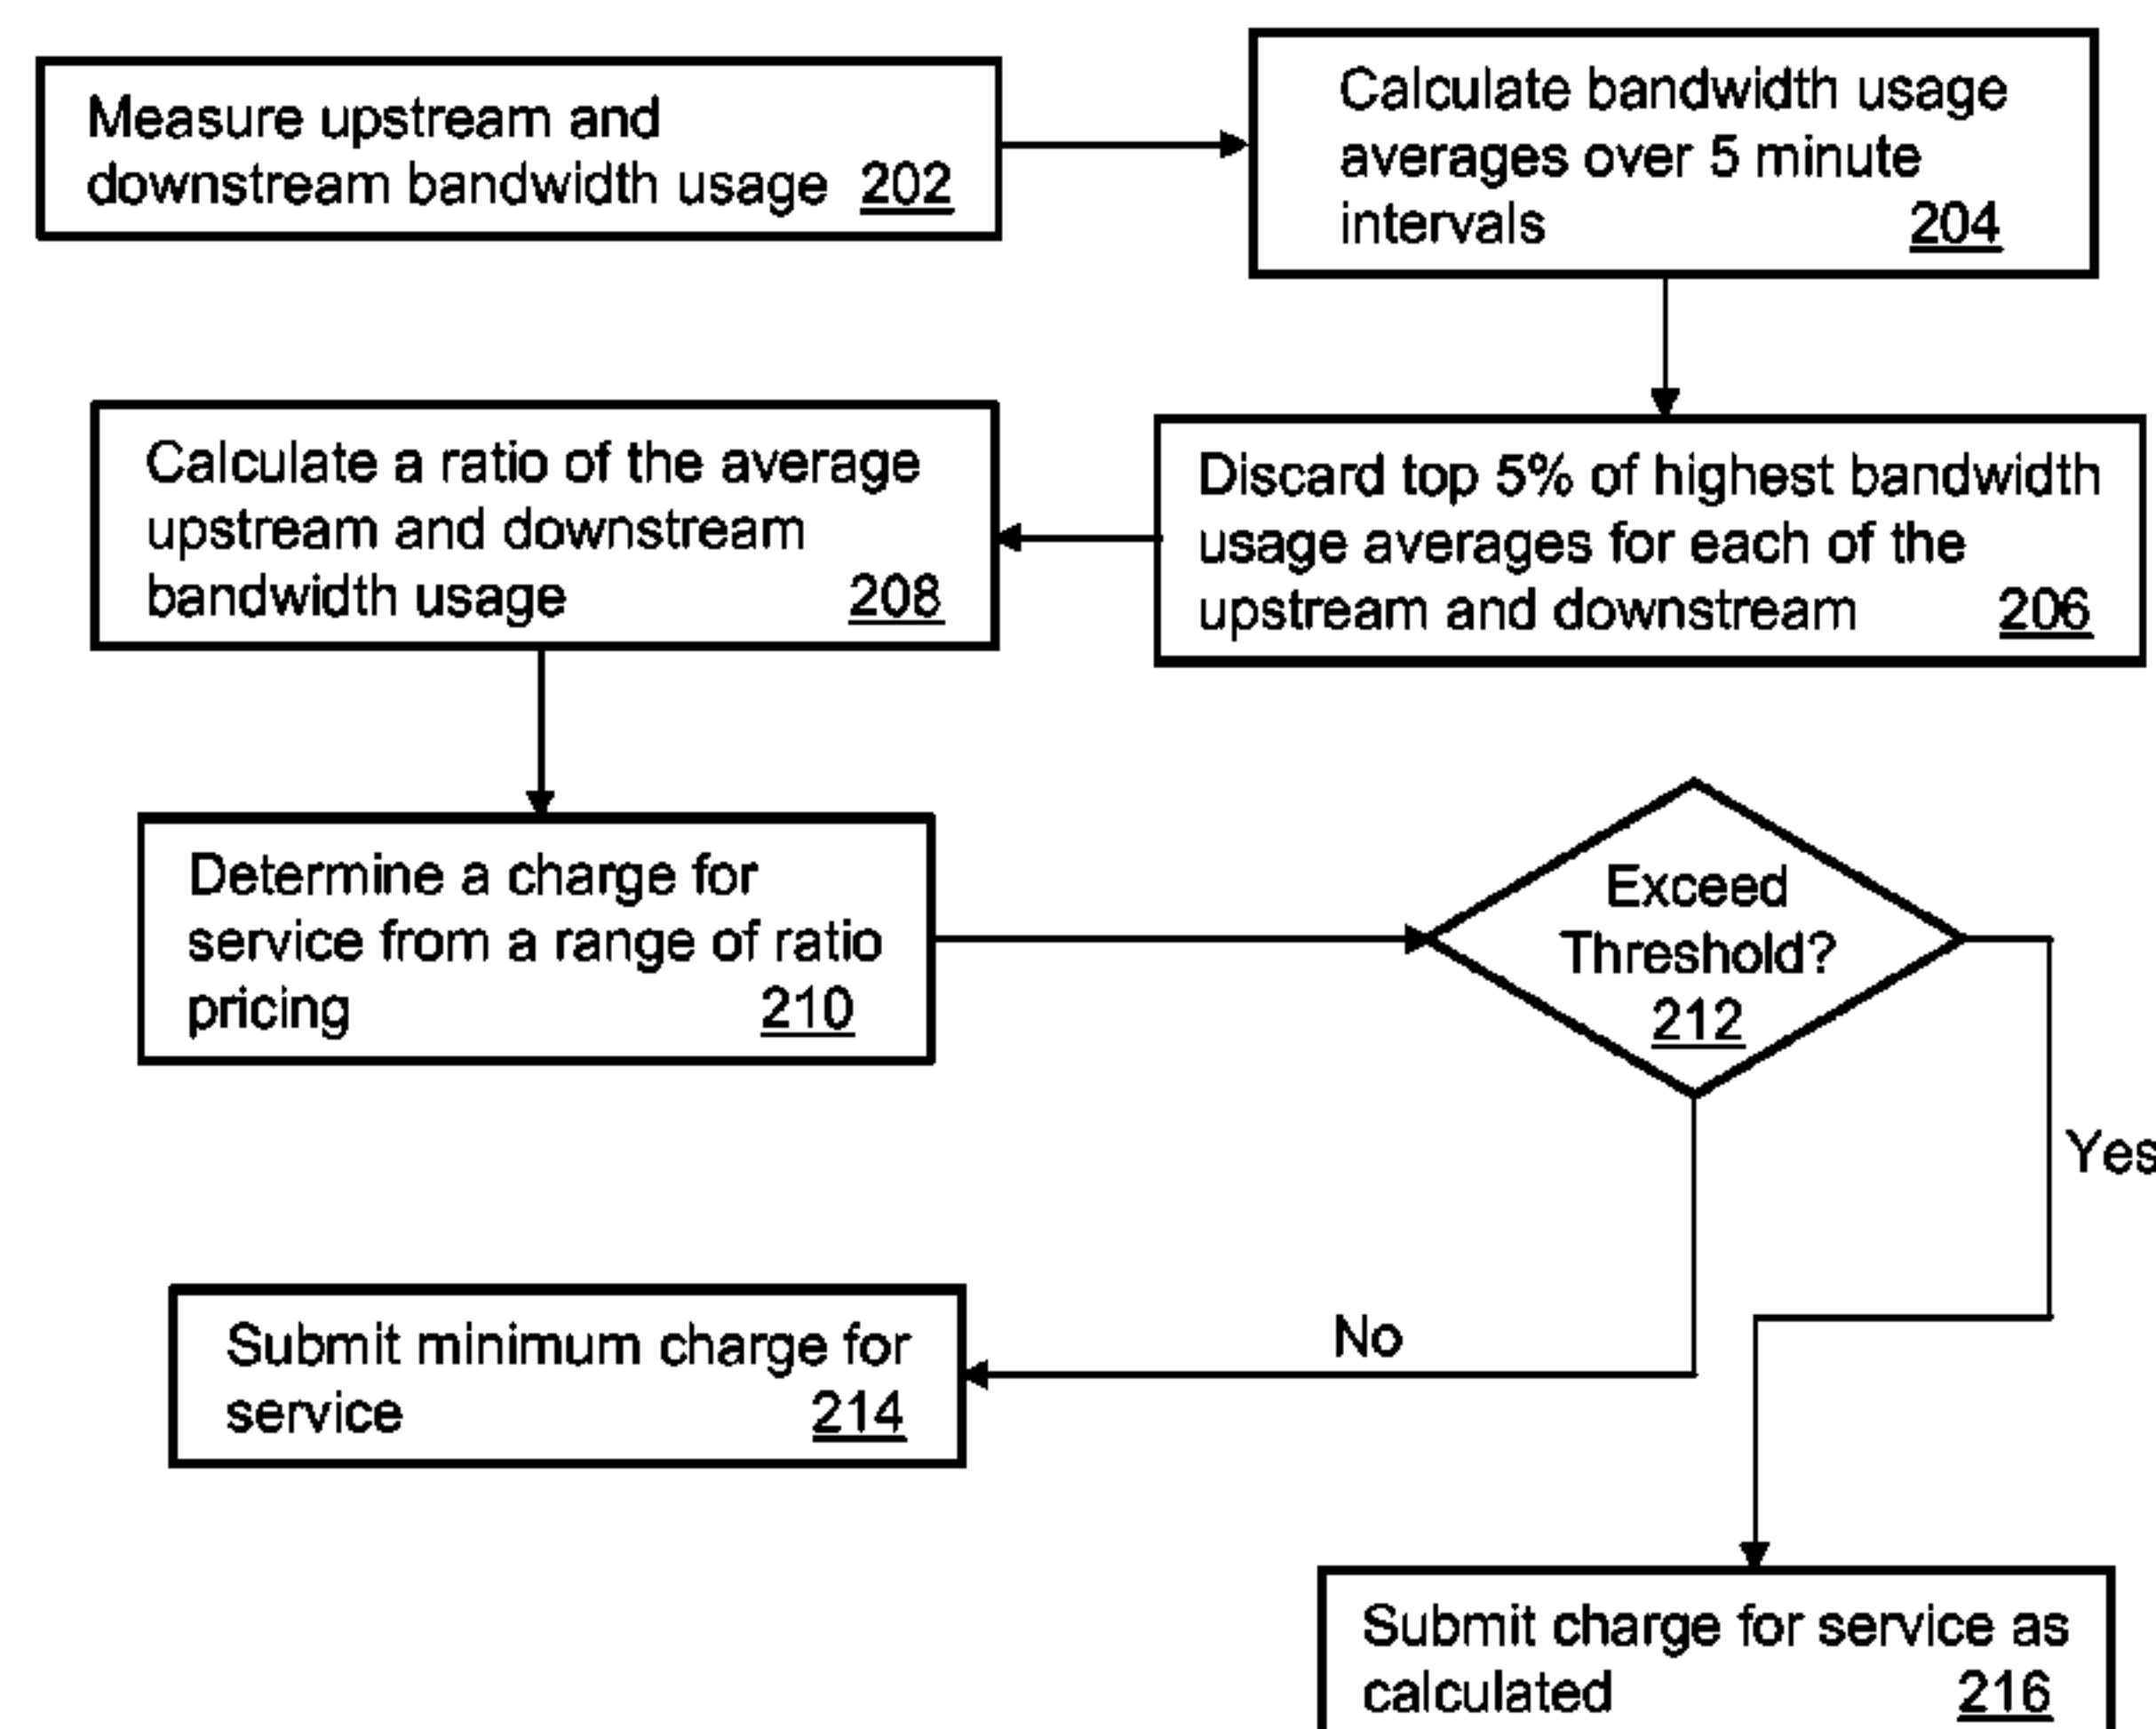 Measure upstream and
downstream bandwidth usage 202
Calculate bandwidth usage
averages over 5 minute
intervals 204
Discard top 5% of highest bandwidth
usage averages for each of the
upstream and downstream 206
Calculate a ratio of the average
upstream and downstream
bandwidth usage 208
Determine a charge for
service from a range of ratio
pricing 210
Exceed
Threshold?
212
Yes
No
Submit minimum charge for
service 214
Submit charge for service as
calculated 216